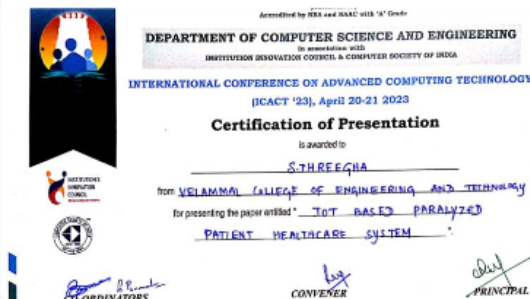 Accredited by NBA and NAAC with 'A' Grade
DEPARTMENT OF COMPUTER SCIENCE AND ENGINEERING
in association with
INSTITUTION INNOVATION COUNCIL & COMPUTER SOCIETY OF INDIA
INTERNATIONAL CONFERENCE ON ADVANCED COMPUTING TECHNOLOGY
(ICACT '23), April 20-21 2023
Certification of Presentation
is awarded to
S.THREEGHA
from VELAMMAL COLLEGE OF ENGINEERING AND TECHNOLOGY
for presenting the paper entitled " IOT BASED PARALYZED
PATIENT HEALTHCARE SYSTEM ".
INSTITUTION'S
INNOVATION
COUNCIL
CO-ORDINATORS
CONVENER
PRINCIPAL